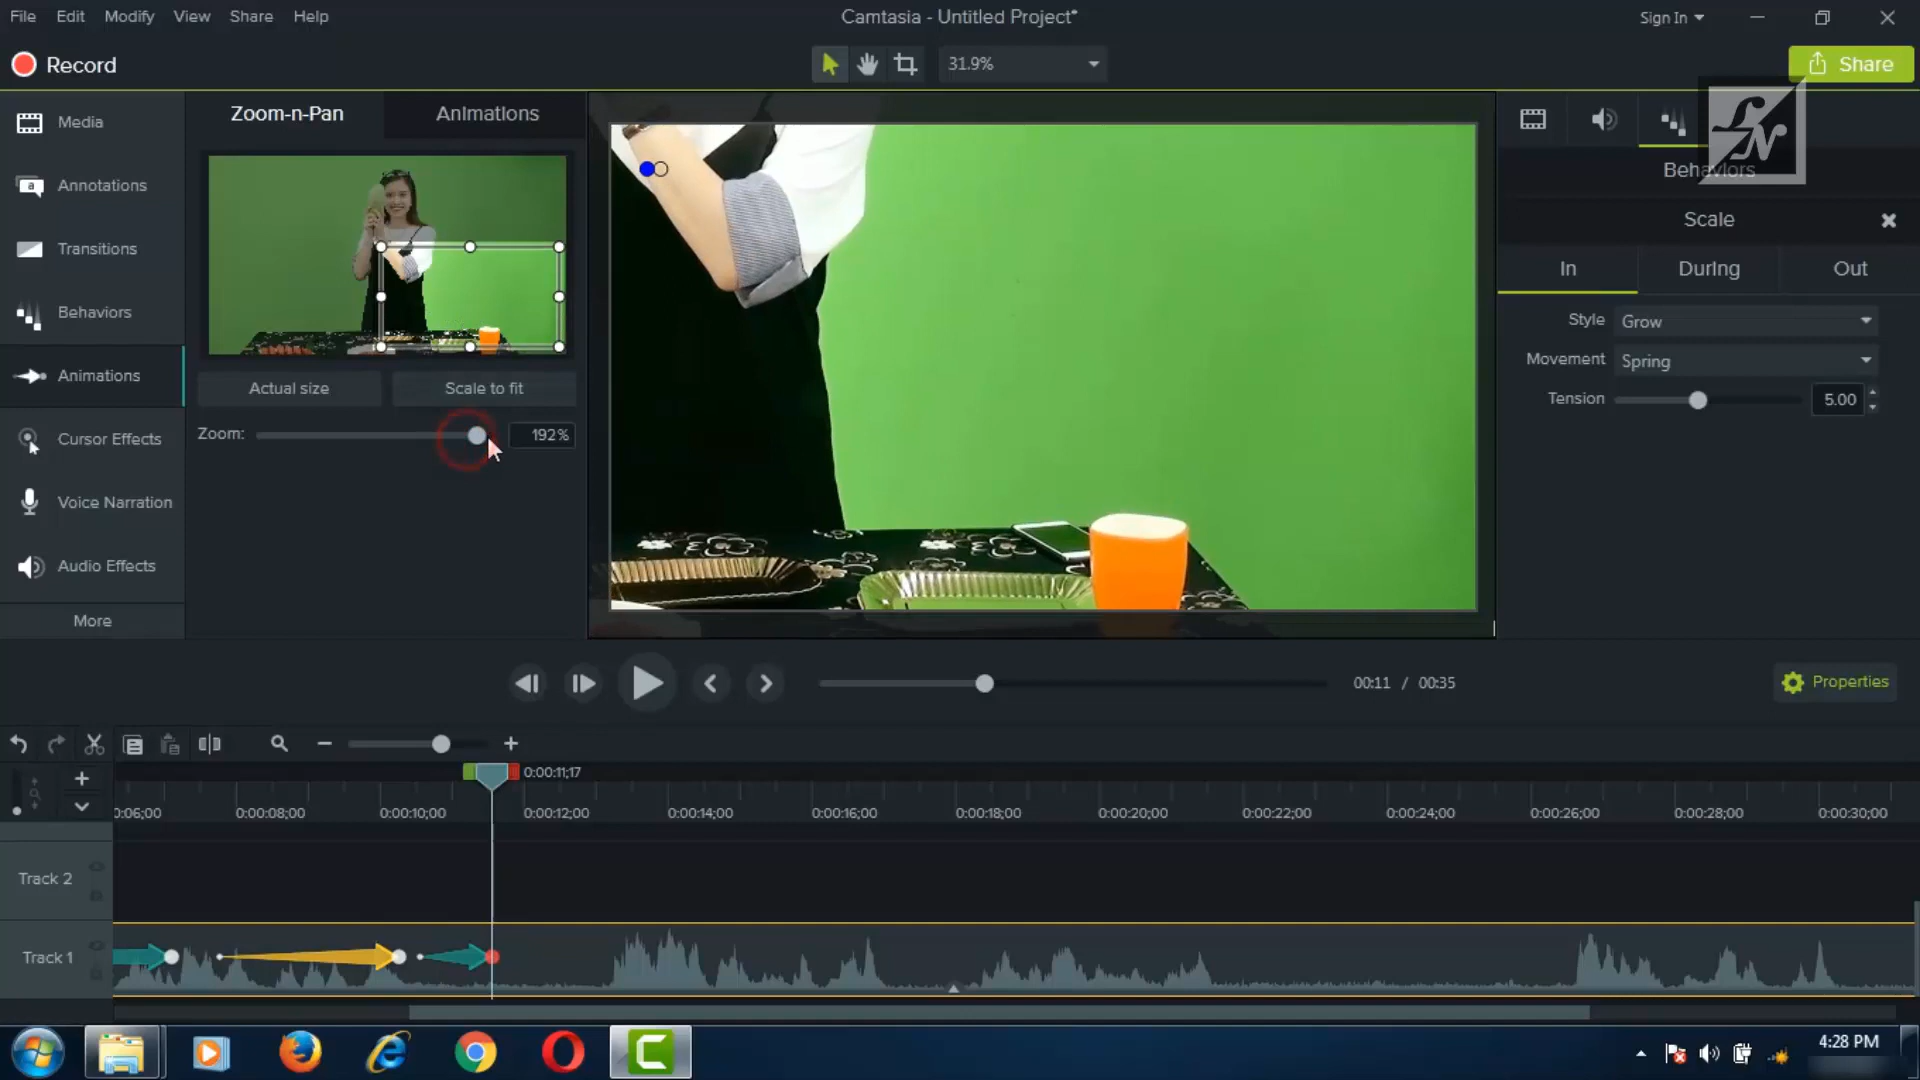 File Edit Modify View Share Help
Camtasia - Untitled Project*
Sign In
Record
31.9%
Share
Media
Annotations
Transitions
Behaviors
Animations
Cursor Effects
Voice Narration
Audio Effects
More
Zoom-n-Pan
Animations
Actual size
Scale to fit
Zoom:
192%
Behaviors
Scale
In
During
Out
Style
Grow
Movement
Spring
Tension
5.00
00:11 / 00:35
Properties
0:00:11;17
0:06;00
0:00:08;00
0:00:10;00
0:00:12;00
0:00:14;00
0:00:16;00
0:00:18;00
0:00:20;00
0:00:22;00
0:00:24;00
0:00:26;00
0:00:28;00
0:00:30;00
Track 2
Track 1
4:28 PM